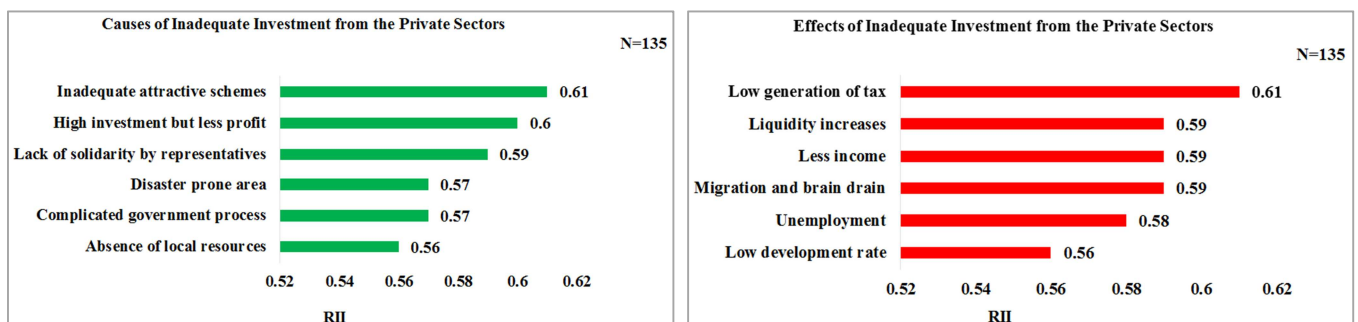 Causes of Inadequate Investment from the Private Sectors
N=135
Inadequate attractive schemes 0.61
High investment but less profit 0.6
Lack of solidarity by representatives 0.59
Disaster prone area 0.57
Complicated government process 0.57
Absence of local resources 0.56
0.52 0.54 0.56 0.58 0.6 0.62
RII
Effects of Inadequate Investment from the Private Sectors
N=135
Low generation of tax 0.61
Liquidity increases 0.59
Less income 0.59
Migration and brain drain 0.59
Unemployment 0.58
Low development rate 0.56
0.52 0.54 0.56 0.58 0.6 0.62
RII